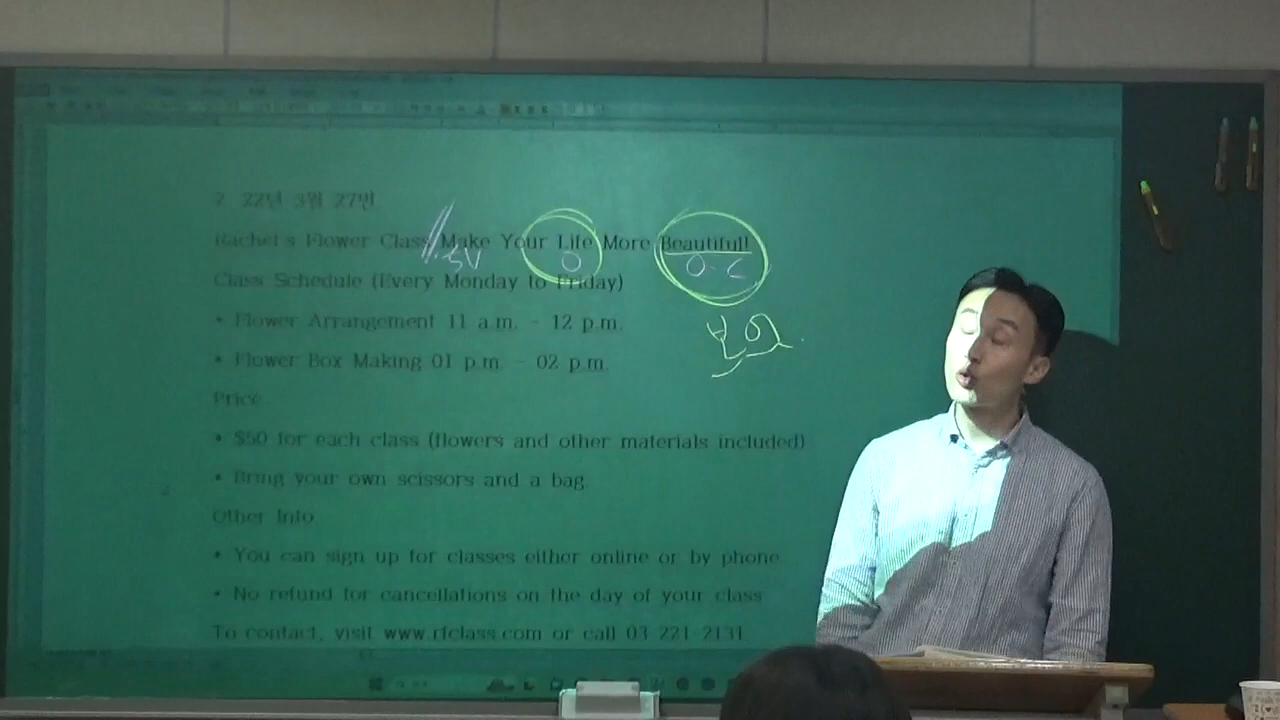 2. 22년 3월 27번
Rachel's Flower Class Make Your Life More Beautiful!
.SV O O·C
Class Schedule (Every Monday to Friday)
• Flower Arrangement 11 a.m. - 12 p.m.
• Flower Box Making 01 p.m. - 02 p.m.
Price
• $50 for each class (flowers and other materials included)
• Bring your own scissors and a bag.
Other Info
• You can sign up for classes either online or by phone.
• No refund for cancellations on the day of your class
To contact, visit www.rfclass.com or call 03-221-2131